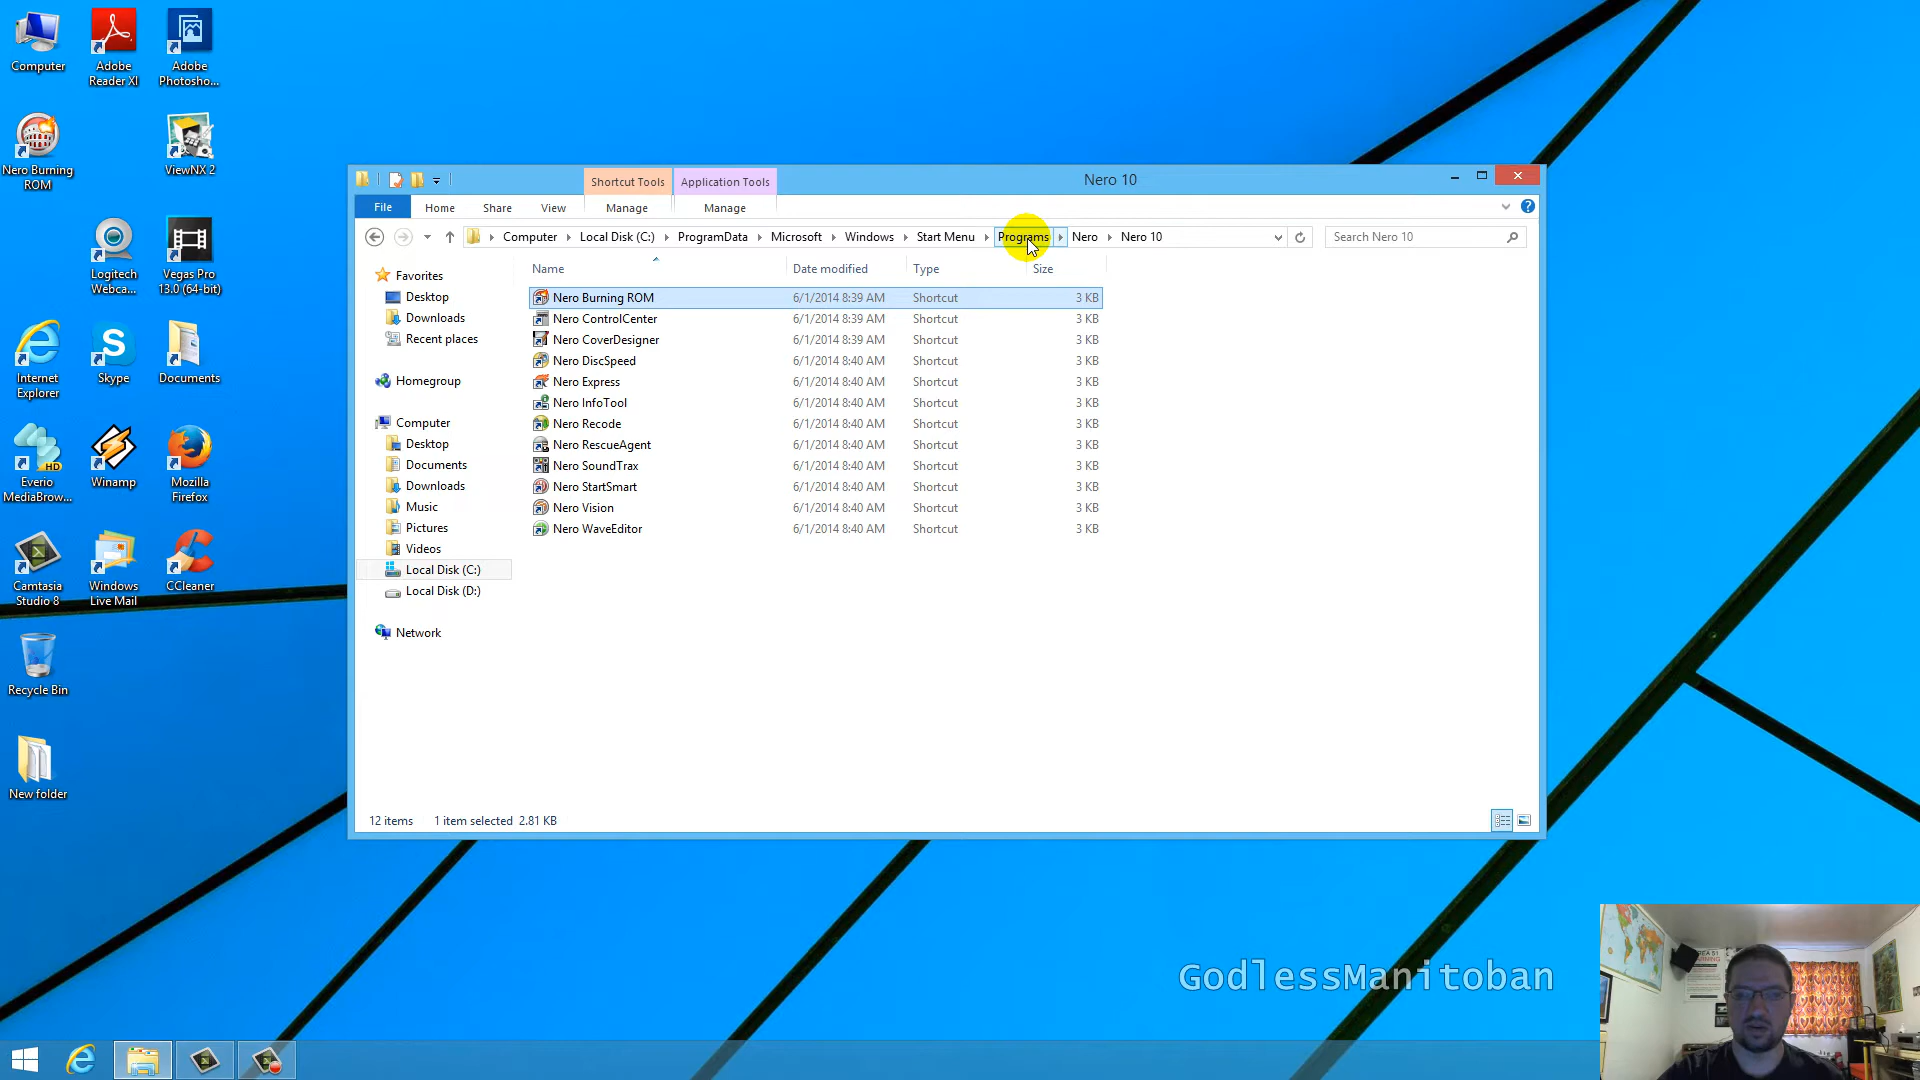 Computer
Adobe Reader XI
Adobe Photosho...
Nero Burning ROM
ViewNX 2
Logitech Webca...
Vegas Pro 13.0 (64-bit)
Internet Explorer
Skype
Documents
Everio MediaBrow...
HD
Winamp
Mozilla Firefox
Camtasia Studio 8
Windows Live Mail
CCleaner
Recycle Bin
New folder
Shortcut Tools
Application Tools
Nero 10
File
Home
Share
View
Manage
Manage
Computer
Local Disk (C:)
ProgramData
Microsoft
Windows
Start Menu
Programs
Nero
Nero 10
Search Nero 10
Favorites
Desktop
Downloads
Recent places
Homegroup
Computer
Desktop
Documents
Downloads
Music
Pictures
Videos
Local Disk (C:)
Local Disk (D:)
Network
Name Date modified Type Size
Nero Burning ROM 6/1/2014 8:39 AM Shortcut 3 KB
Nero ControlCenter 6/1/2014 8:39 AM Shortcut 3 KB
Nero CoverDesigner 6/1/2014 8:39 AM Shortcut 3 KB
Nero DiscSpeed 6/1/2014 8:40 AM Shortcut 3 KB
Nero Express 6/1/2014 8:40 AM Shortcut 3 KB
Nero InfoTool 6/1/2014 8:40 AM Shortcut 3 KB
Nero Recode 6/1/2014 8:40 AM Shortcut 3 KB
Nero RescueAgent 6/1/2014 8:40 AM Shortcut 3 KB
Nero SoundTrax 6/1/2014 8:40 AM Shortcut 3 KB
Nero StartSmart 6/1/2014 8:40 AM Shortcut 3 KB
Nero Vision 6/1/2014 8:40 AM Shortcut 3 KB
Nero WaveEditor 6/1/2014 8:40 AM Shortcut 3 KB
12 items 1 item selected 2.81 KB
GodlessManitoban